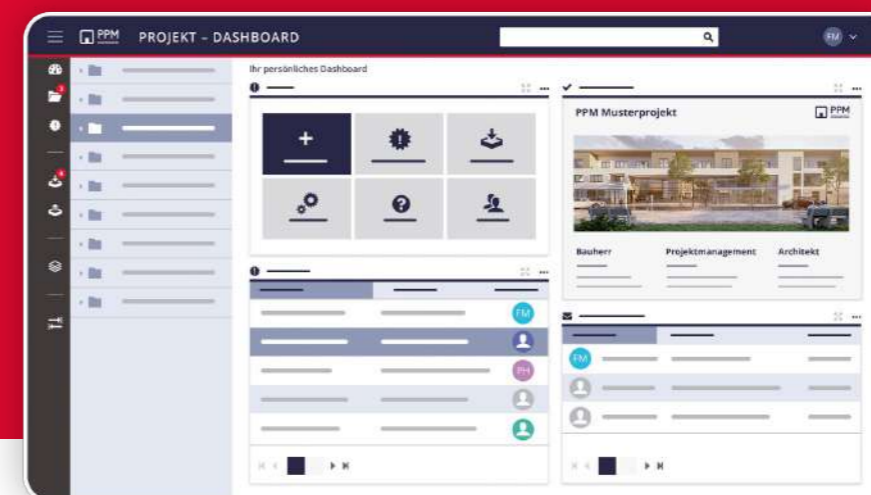 PPM PROJEKT – DASHBOARD
FM
Ihr persönliches Dashboard
PPM Musterprojekt
PPM
Bauherr Projektmanagement Architekt
FM
PH
FM